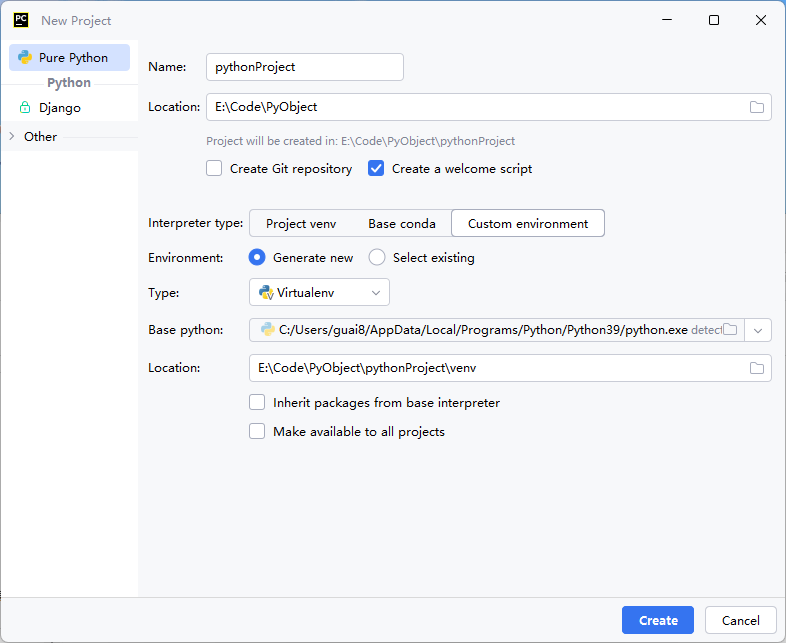 PC New Project
Pure Python
Python
Django
Other
Name: pythonProject
Location: E:\Code\PyObject
Project will be created in: E:\Code\PyObject\pythonProject
Create Git repository Create a welcome script
Interpreter type: Project venv Base conda Custom environment
Environment: Generate new Select existing
Type: Virtualenv
Base python: C:/Users/guai8/AppData/Local/Programs/Python/Python39/python.exe detect
Location: E:\Code\PyObject\pythonProject\venv
Inherit packages from base interpreter
Make available to all projects
Create Cancel